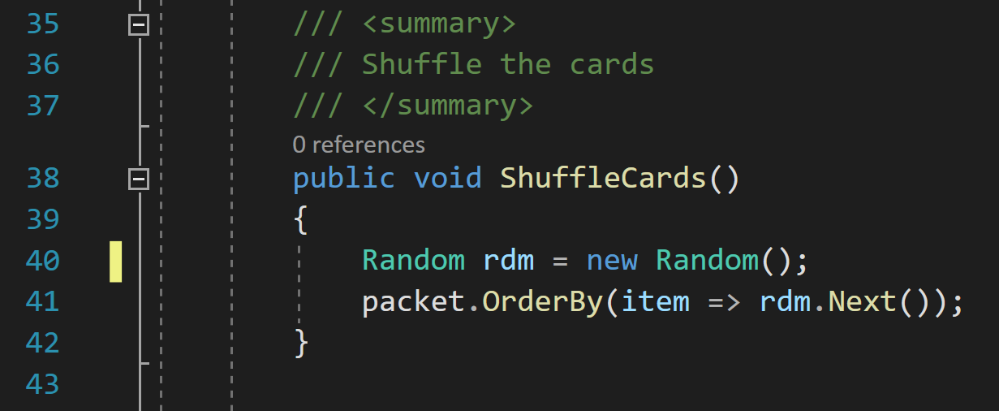 35 /// <summary>
36 /// Shuffle the cards
37 /// </summary>
0 references
38 public void ShuffleCards()
39 {
40 Random rdm = new Random();
41 packet.OrderBy(item => rdm.Next());
42 }
43